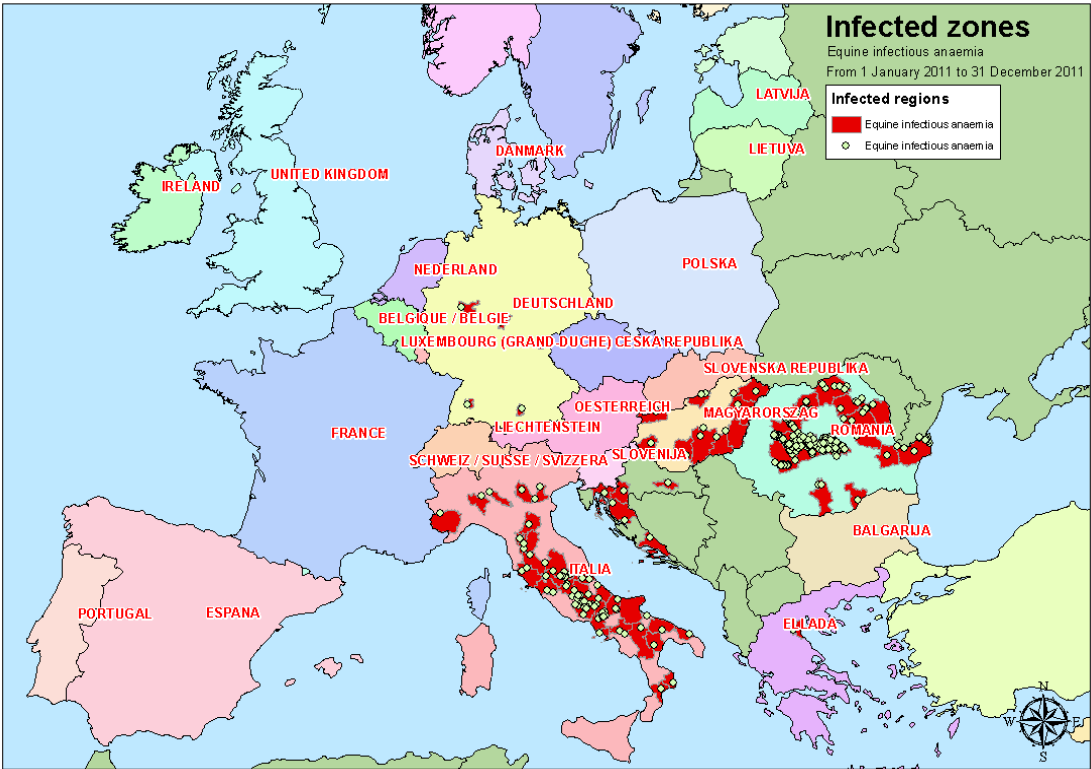 Infected zones
Equine infectious anaemia
From 1 January 2011 to 31 December 2011
Infected regions
Equine infectious anaemia
Equine infectious anaemia
LATVIJA
DANMARK
LIETUVA
UNITED KINGDOM
IRELAND
POLSKA
NEDERLAND
DEUTSCHLAND
BELGIQUE / BELGIE
LUXEMBOURG (GRAND-DUCHE)
CESKA REPUBLIKA
SLOVENSKA REPUBLIKA
OESTERREICH
MAGYARORSZAG
LIECHTENSTEIN
ROMANIA
FRANCE
SLOVENIJA
SCHWEIZ / SUISSE / SVIZZERA
BALGARIJA
ITALIA
PORTUGAL
ESPANA
ELLADA
N
W
E
S